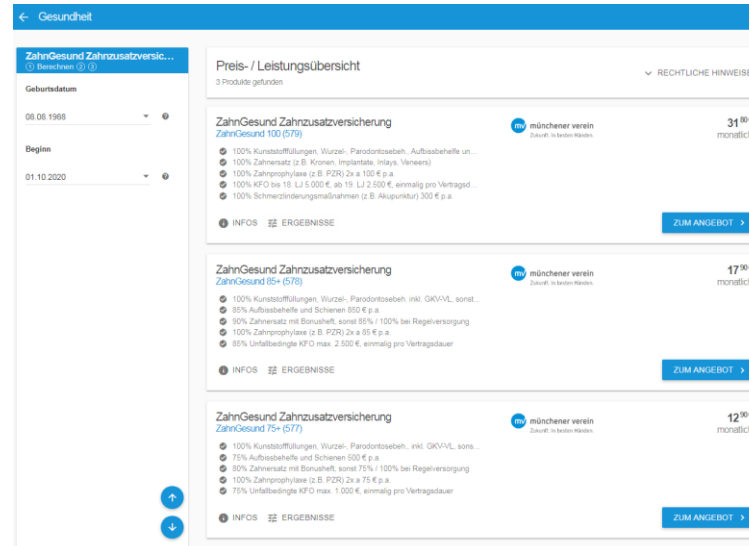 Gesundheit
ZahnGesund Zahnzusatzversic...
① Berechnen ② ③
Geburtsdatum
08.08.1968
Beginn
01.10.2020
Preis- / Leistungsübersicht
3 Produkte gefunden
RECHTLICHE HINWEISE
ZahnGesund Zahnzusatzversicherung
ZahnGesund 100 (579)
100% Kunststofffüllungen, Wurzel-, Parodontosebeh., Aufbissbehelfe un...
100% Zahnersatz (z.B. Kronen, Implantate, Inlays, Veneers)
100% Zahnprophylaxe (z.B. PZR) 2x a 100 € p.a.
100% KFO bis 18. LJ 5.000 €, ab 19. LJ 2.500 €, einmalig pro Vertragsd...
100% Schmerzlinderungsmaßnahmen (z.B. Akupunktur) 300 € p.a.
mv münchener verein
Zukunft. In besten Händen.
31 80
monatlich
INFOS
ERGEBNISSE
ZUM ANGEBOT
ZahnGesund Zahnzusatzversicherung
ZahnGesund 85+ (578)
100% Kunststofffüllungen, Wurzel-, Parodontosebeh. inkl. GKV-VL, sonst...
85% Aufbissbehelfe und Schienen 850 € p.a.
90% Zahnersatz mit Bonusheft, sonst 85% / 100% bei Regelversorgung
100% Zahnprophylaxe (z.B. PZR) 2x a 85 € p.a.
85% Unfallbedingte KFO max. 2.500 €, einmalig pro Vertragsdauer
mv münchener verein
Zukunft. In besten Händen.
17 90
monatlich
INFOS
ERGEBNISSE
ZUM ANGEBOT
ZahnGesund Zahnzusatzversicherung
ZahnGesund 75+ (577)
100% Kunststofffüllungen, Wurzel-, Parodontosebeh., inkl. GKV-VL, sons...
75% Aufbissbehelfe und Schienen 500 € p.a.
80% Zahnersatz mit Bonusheft, sonst 75% / 100% bei Regelversorgung
100% Zahnprophylaxe (z.B. PZR) 2x a 75 € p.a.
75% Unfallbedingte KFO max. 1.000 €, einmalig pro Vertragsdauer
mv münchener verein
Zukunft. In besten Händen.
12 90
monatlich
INFOS
ERGEBNISSE
ZUM ANGEBOT